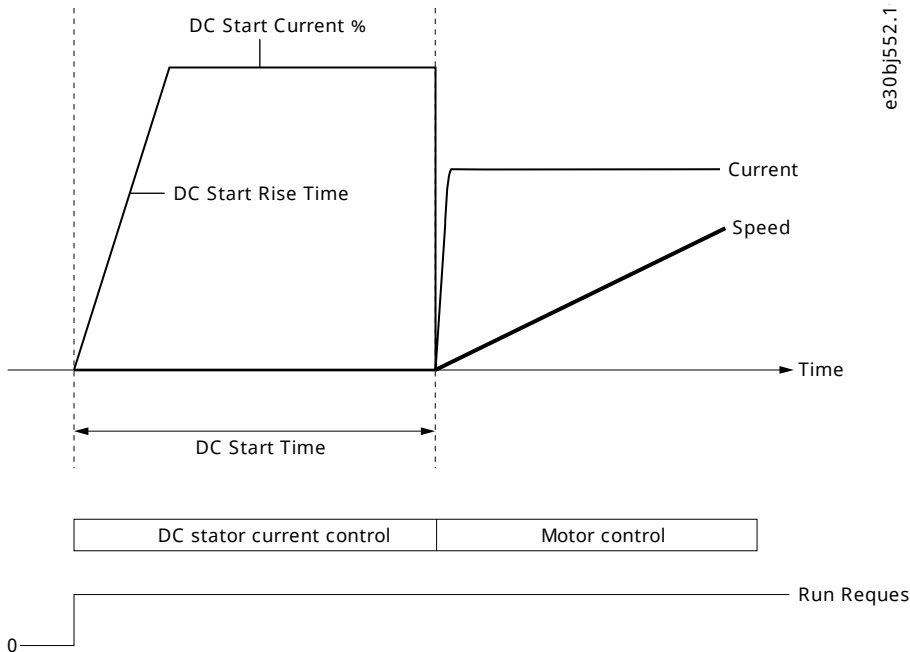 DC Start Current %
e30bj552.1
Current
DC Start Rise Time
Speed
Time
DC Start Time
DC stator current control
Motor control
Run Reques
0